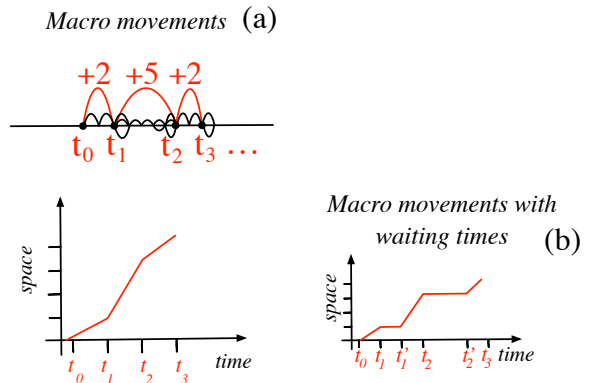 Macro movements (a)
+2 +5 +2
t0 t1 t2 t3 ...
space
t0 t1 t2 t3 time
Macro movements with
waiting times (b)
space
t0 t1 t1' t2 t2' t3 time